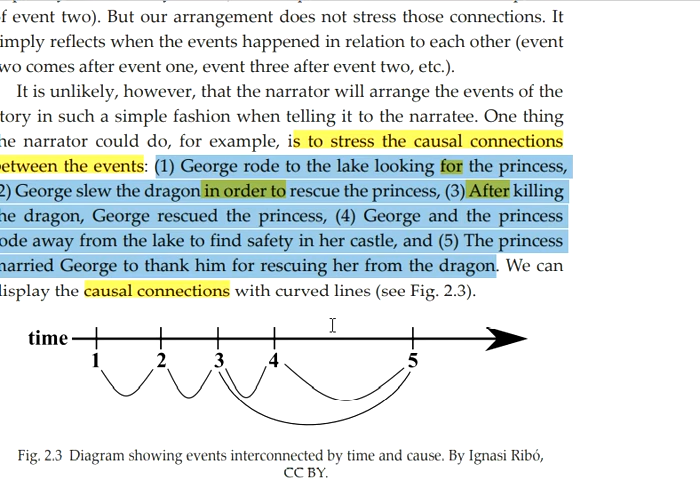 f event two). But our arrangement does not stress those connections. It
imply reflects when the events happened in relation to each other (event
wo comes after event one, event three after event two, etc.).
It is unlikely, however, that the narrator will arrange the events of the
tory in such a simple fashion when telling it to the narratee. One thing
he narrator could do, for example, is to stress the causal connections
etween the events: (1) George rode to the lake looking for the princess,
2) George slew the dragon in order to rescue the princess, (3) After killing
he dragon, George rescued the princess, (4) George and the princess
ode away from the lake to find safety in her castle, and (5) The princess
narried George to thank him for rescuing her from the dragon. We can
lisplay the causal connections with curved lines (see Fig. 2.3).
time
1 2 3 4 5
Fig. 2.3 Diagram showing events interconnected by time and cause. By Ignasi Ribó,
CC BY.